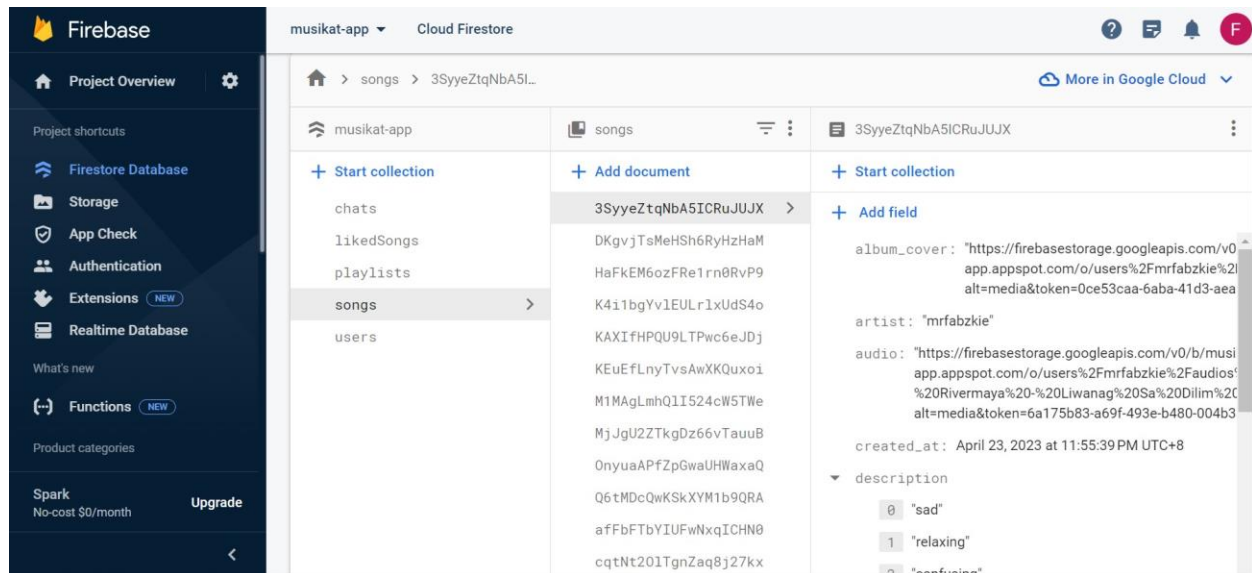 Firebase
musikat-app Cloud Firestore
F
Project Overview
songs > 3SyyeZtqNbA5I...
More in Google Cloud
Project shortcuts
musikat-app
songs
3SyyeZtqNbA5ICRuJUJX
Firestore Database
Storage
App Check
Authentication
Extensions NEW
Realtime Database
What's new
Functions NEW
Product categories
Spark
No-cost $0/month
Upgrade
+ Start collection
chats
likedSongs
playlists
songs
users
+ Add document
3SyyeZtqNbA5ICRuJUJX
DKgvjTsMeHSh6RyHzHaM
HaFkEM6ozFRe1rn0RvP9
K4i1bgYvlEULrlxUdS4o
KAXIfHPQU9LTPwc6eJDj
KEuEfLnyTvsAwXKQuxoi
M1MAgLmhQlI524cW5TWe
MjJgU2ZTkgDz66vTauuB
OnyuaAPfZpGwaUHWaxaQ
Q6tMDcQwKSkXYM1b9QRA
afFbFTbYIUFwNxqICHN0
cqtNt2OlTgnZaq8j27kx
+ Start collection
+ Add field
album_cover: "https://firebasestorage.googleapis.com/v0
app.appspot.com/o/users%2Fmrfabzkie%2
alt=media&token=0ce53caa-6aba-41d3-aea
artist: "mrfabzkie"
audio: "https://firebasestorage.googleapis.com/v0/b/musi
app.appspot.com/o/users%2Fmrfabzkie%2Faudios
%20Rivermaya%20-%20Liwanag%20Sa%20Dilim%20
alt=media&token=6a175b83-a69f-493e-b480-004b3
created_at: April 23, 2023 at 11:55:39 PM UTC+8
description
0 "sad"
1 "relaxing"
2 "confusing"